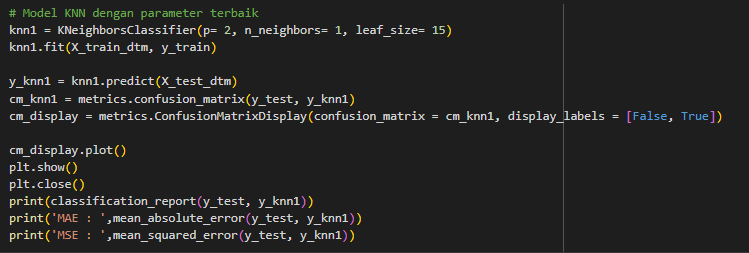 # Model KNN dengan parameter terbaik
knn1 = KNeighborsClassifier(p= 2, n_neighbors= 1, leaf_size= 15)
knn1.fit(X_train_dtm, y_train)
y_knn1 = knn1.predict(X_test_dtm)
cm_knn1 = metrics.confusion_matrix(y_test, y_knn1)
cm_display = metrics.ConfusionMatrixDisplay(confusion_matrix = cm_knn1, display_labels = [False, True])
cm_display.plot()
plt.show()
plt.close()
print(classification_report(y_test, y_knn1))
print('MAE : ',mean_absolute_error(y_test, y_knn1))
print('MSE : ',mean_squared_error(y_test, y_knn1))